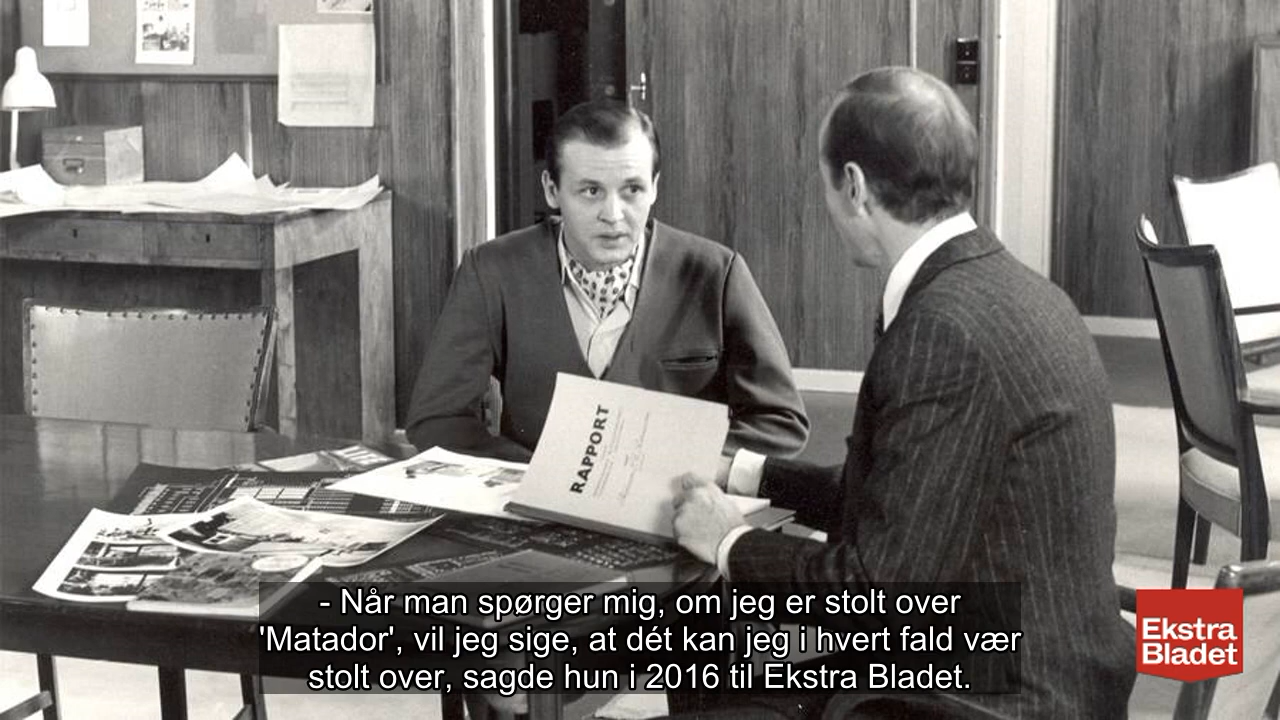 RAPPORT
- Når man spørger mig, om jeg er stolt over
'Matador', vil jeg sige, at dét kan jeg i hvert fald vær
stolt over, sagde hun i 2016 til Ekstra Bladet.
Ekstra
Bladet